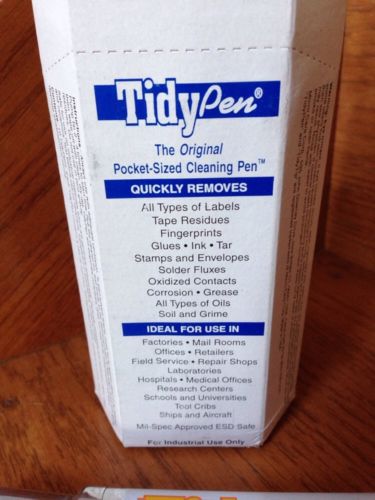 TidyPen®
The Original
Pocket-Sized Cleaning Pen™
QUICKLY REMOVES
All Types of Labels
Tape Residues
Fingerprints
Glues • Ink • Tar
Stamps and Envelopes
Solder Fluxes
Oxidized Contacts
Corrosion • Grease
All Types of Oils
Soil and Grime
IDEAL FOR USE IN
Factories • Mail Rooms
Offices • Retailers
Field Service • Repair Shops
Laboratories
Hospitals • Medical Offices
Research Centers
Schools and Universities
Tool Cribs
Ships and Aircraft
Mil-Spec Approved ESD Safe
For Industrial Use Only